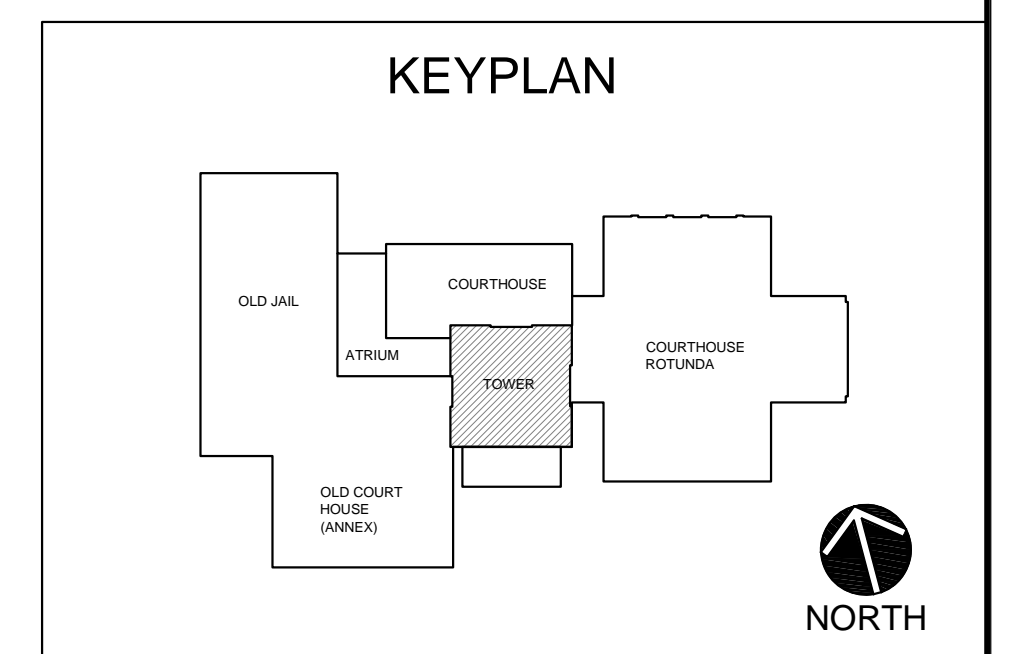 KEYPLAN
OLD JAIL
ATRIUM
COURTHOUSE
TOWER
COURTHOUSE
ROTUNDA
OLD COURT
HOUSE
(ANNEX)
NORTH